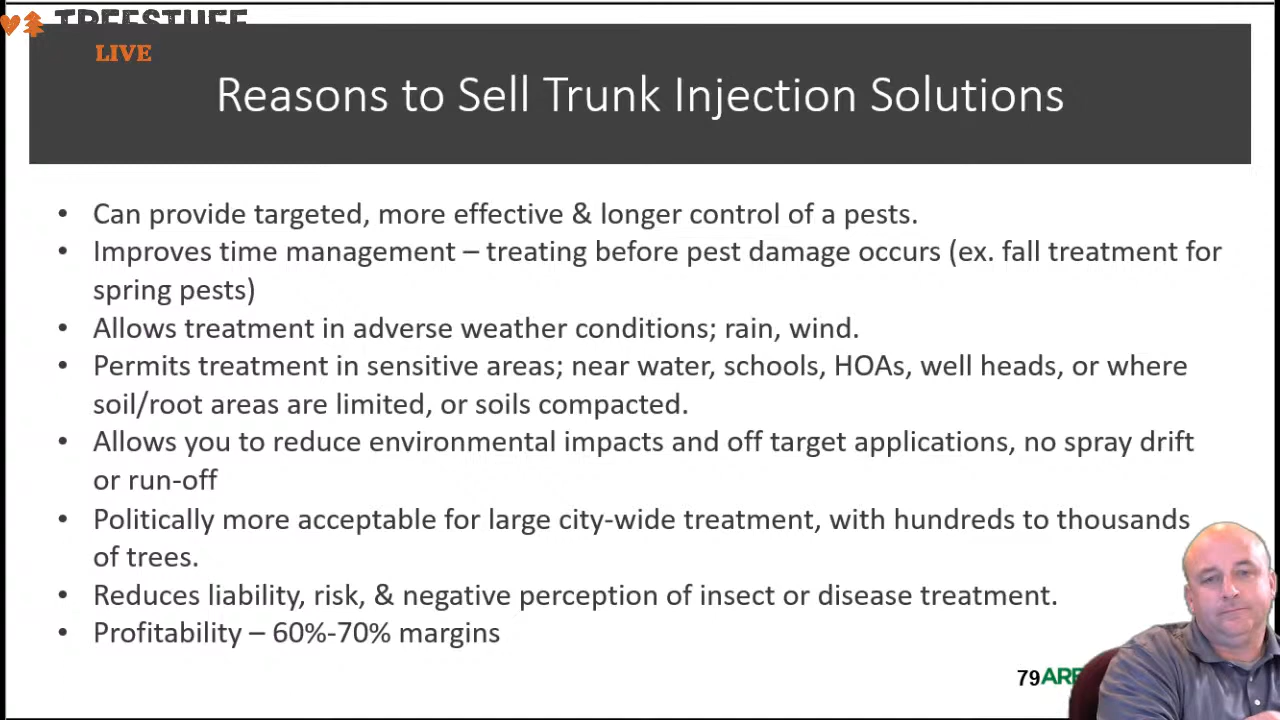 TREESTUFF
LIVE
Reasons to Sell Trunk Injection Solutions
• Can provide targeted, more effective & longer control of a pests.
• Improves time management – treating before pest damage occurs (ex. fall treatment for
spring pests)
• Allows treatment in adverse weather conditions; rain, wind.
• Permits treatment in sensitive areas; near water, schools, HOAs, well heads, or where
soil/root areas are limited, or soils compacted.
• Allows you to reduce environmental impacts and off target applications, no spray drift
or run-off
• Politically more acceptable for large city-wide treatment, with hundreds to thousands
of trees.
• Reduces liability, risk, & negative perception of insect or disease treatment.
• Profitability – 60%-70% margins
79